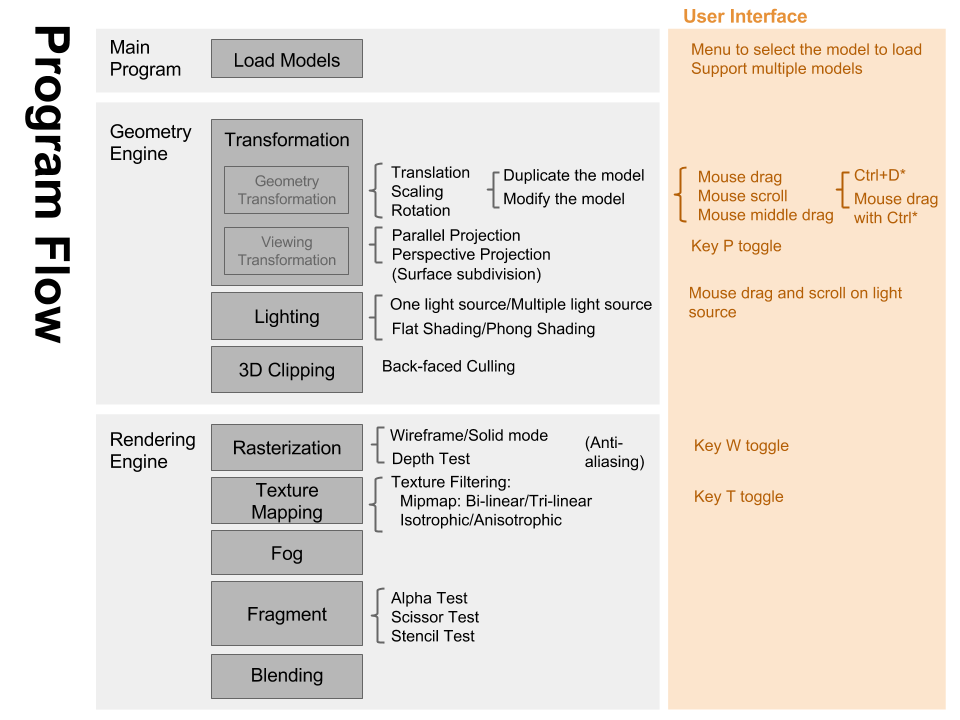 Program Flow
User Interface
Main
Program
Load Models
Menu to select the model to load
Support multiple models
Geometry
Engine
Transformation
Geometry
Transformation
Translation
Scaling
Rotation
Duplicate the model
Modify the model
Mouse drag
Mouse scroll
Mouse middle drag
Ctrl+D*
Mouse drag
with Ctrl*
Viewing
Transformation
Parallel Projection
Perspective Projection
(Surface subdivision)
Key P toggle
Lighting
One light source/Multiple light source
Flat Shading/Phong Shading
Mouse drag and scroll on light
source
3D Clipping
Back-faced Culling
Rendering
Engine
Rasterization
Wireframe/Solid mode
Depth Test
(Anti-
aliasing)
Key W toggle
Texture
Mapping
Texture Filtering:
Mipmap: Bi-linear/Tri-linear
Isotrophic/Anisotrophic
Key T toggle
Fog
Fragment
Alpha Test
Scissor Test
Stencil Test
Blending